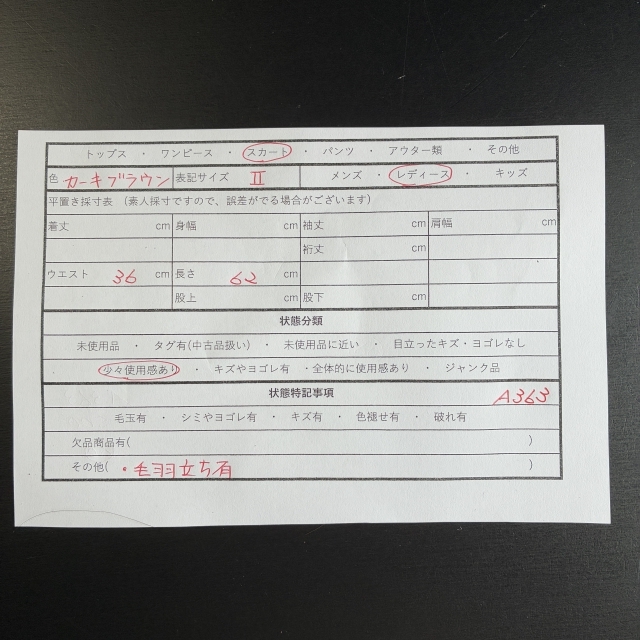 トップス ・ ワンピース ・ スカート ・ パンツ ・ アウター類 ・ その他
色 カーキブラウン 表記サイズ Ⅱ メンズ ・ レディース ・ キッズ
平置き採寸表 (素人採寸ですので、誤差がでる場合がございます)
着丈 cm 身幅 cm 袖丈 cm 肩幅 cm
裄丈 cm
ウエスト 36 cm 長さ 62 cm
股上 cm 股下 cm
状態分類
未使用品 ・ タグ有(中古品扱い) ・ 未使用品に近い ・ 目立ったキズ・ヨゴレなし
少々使用感あり ・ キズやヨゴレ有 ・全体的に使用感あり ・ ジャンク品
状態特記事項 A363
毛玉有 ・ シミやヨゴレ有 ・ キズ有 ・ 色褪せ有 ・ 破れ有
欠品商品有( )
その他( ・毛羽立ち有 )